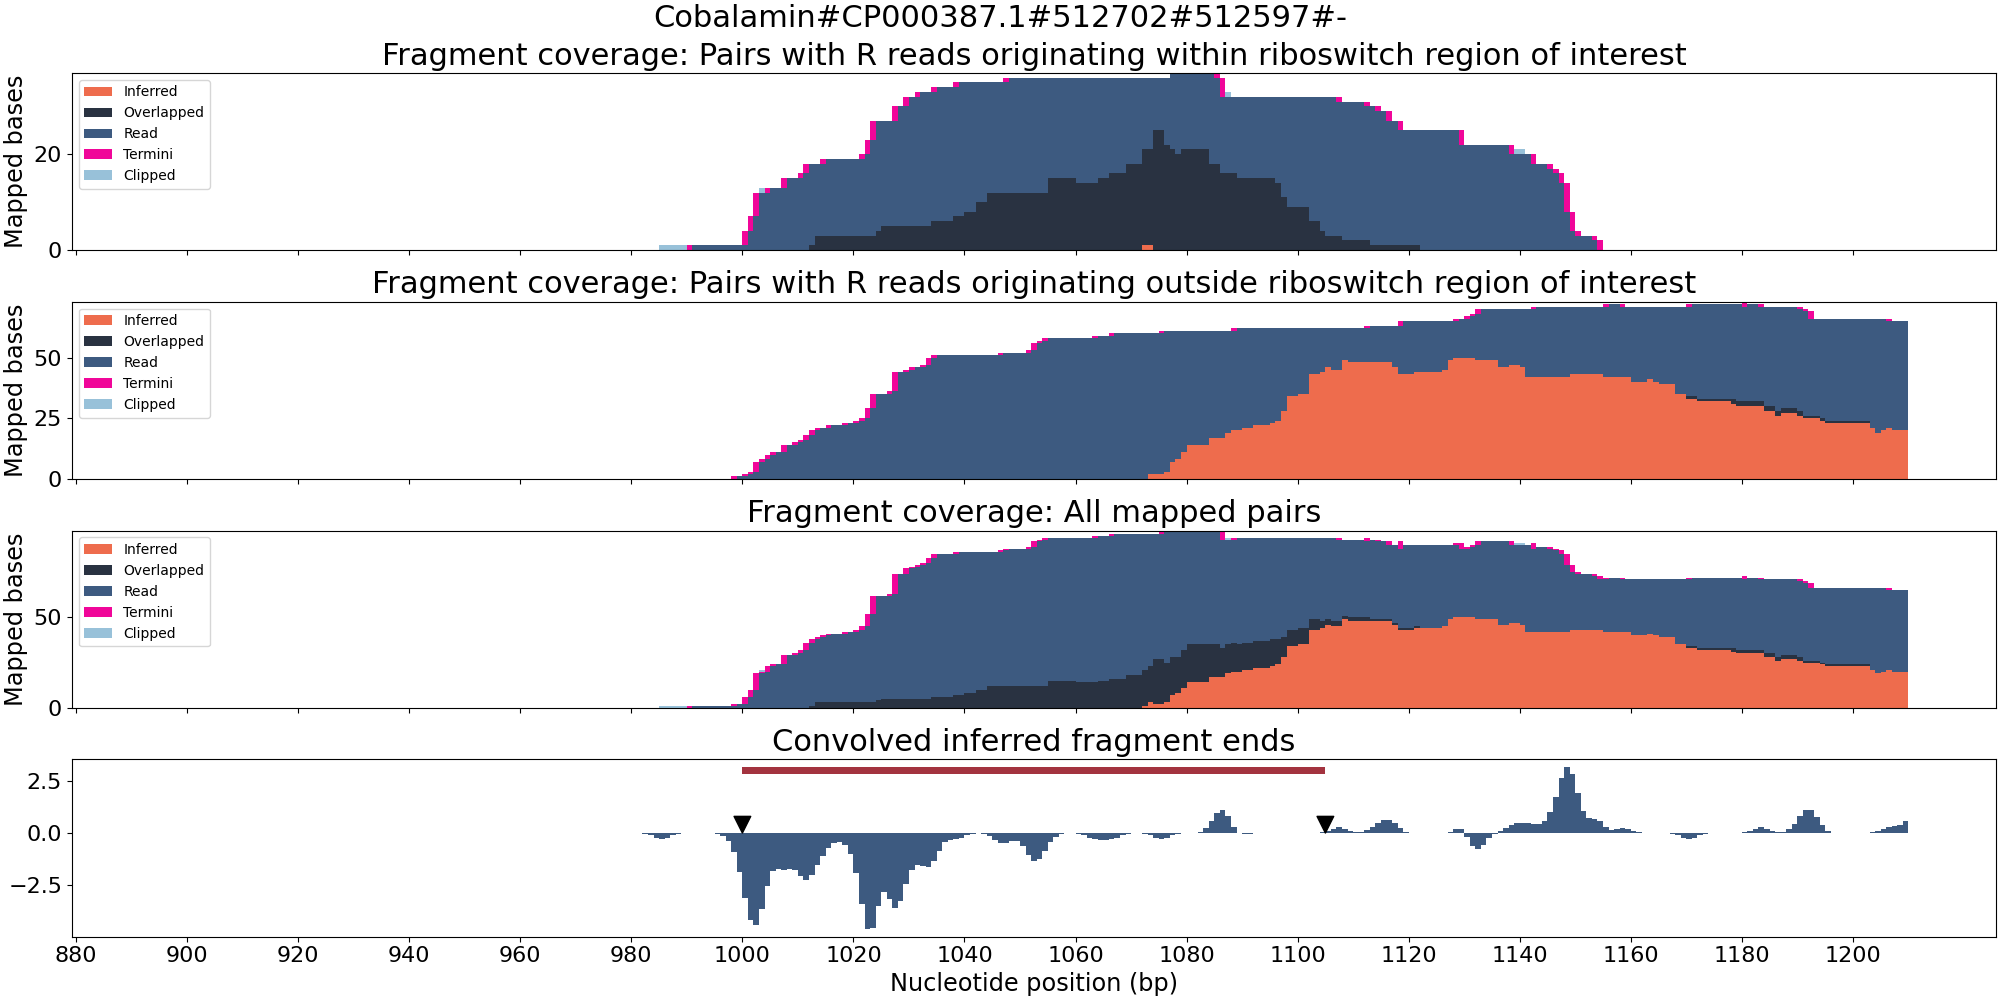 Cobalamin#CP000387.1#512702#512597#-
Fragment coverage: Pairs with R reads originating within riboswitch region of interest
Mapped bases
20
0
Inferred
Overlapped
Read
Termini
Clipped
Fragment coverage: Pairs with R reads originating outside riboswitch region of interest
Mapped bases
50
25
0
Inferred
Overlapped
Read
Termini
Clipped
Fragment coverage: All mapped pairs
Mapped bases
50
0
Inferred
Overlapped
Read
Termini
Clipped
Convolved inferred fragment ends
2.5
0.0
−2.5
880 900 920 940 960 980 1000 1020 1040 1060 1080 1100 1120 1140 1160 1180 1200
Nucleotide position (bp)